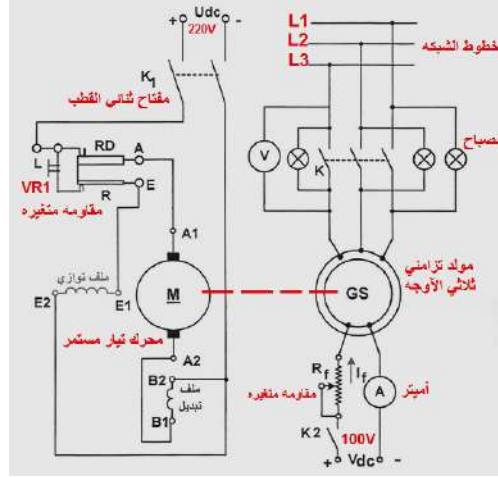 Udc
+ 220V -
K1
مفتاح ثنائي القطب
L
RD
A
VR1
R
E
مقاومه متغيره
A1
ملف توازي
E2
E1
M
محرك تيار مستمر
A2
B2
ملف
تبديل
B1
L1
L2
L3
خطوط الشبكه
مصباح
V
K
مولد تزامني
ثلاثي الآوجه
GS
Rf
If
مقاومه متغيره
A
أميتر
K2
100V
+ Vdc -